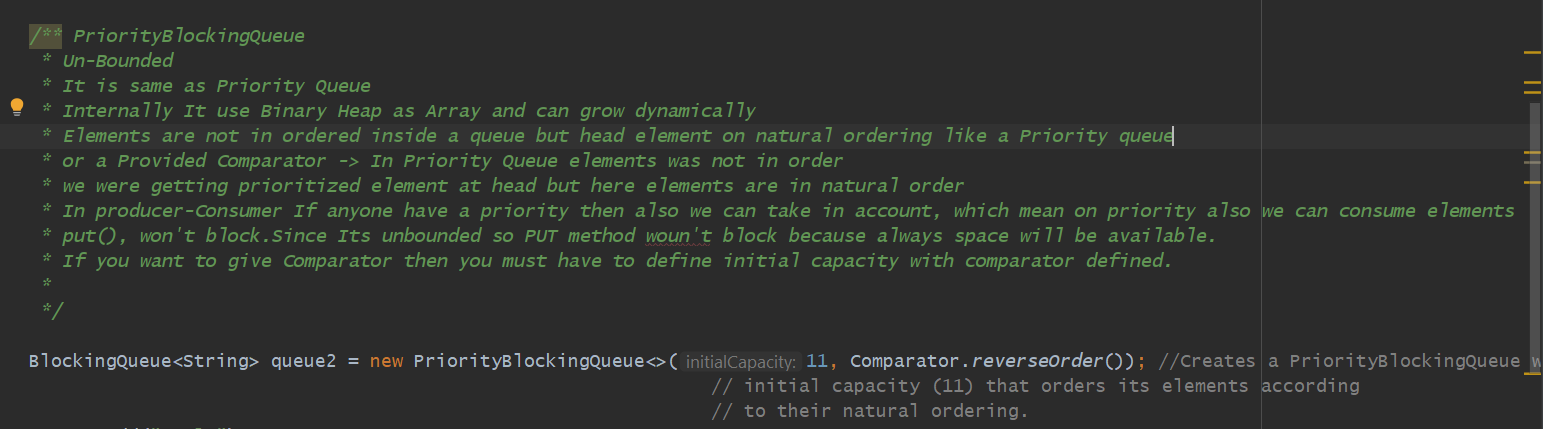 /** PriorityBlockingQueue
* Un-Bounded
* It is same as Priority Queue
* Internally It use Binary Heap as Array and can grow dynamically
* Elements are not in ordered inside a queue but head element on natural ordering like a Priority queue
* or a Provided Comparator -> In Priority Queue elements was not in order
* we were getting prioritized element at head but here elements are in natural order
* In producer-Consumer If anyone have a priority then also we can take in account, which mean on priority also we can consume elements
* put(), won't block.Since Its unbounded so PUT method woun't block because always space will be available.
* If you want to give Comparator then you must have to define initial capacity with comparator defined.
*
*/
BlockingQueue<String> queue2 = new PriorityBlockingQueue<>( initialCapacity: 11, Comparator.reverseOrder()); //Creates a PriorityBlockingQueue
// initial capacity (11) that orders its elements according
// to their natural ordering.